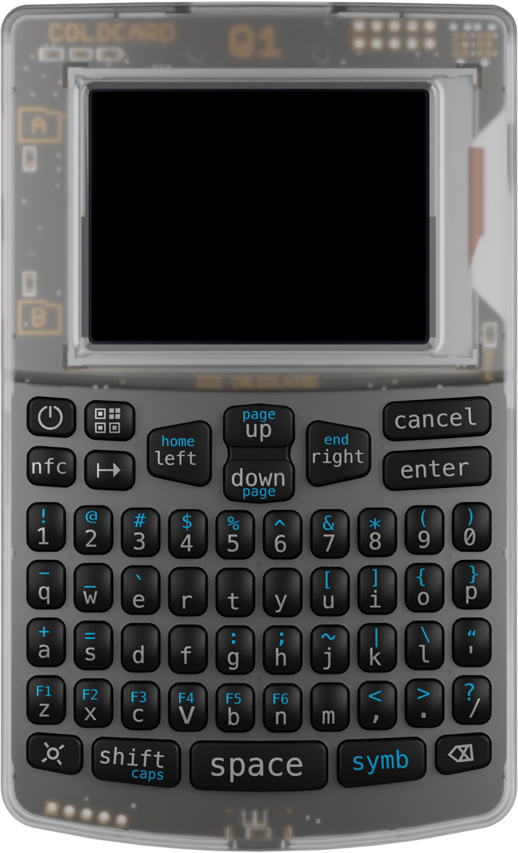 COLDCARD
Q1
A
B
page
up
home
left
end
right
down
page
cancel
nfc
enter
! @ # $ % ^ & * ( )
1 2 3 4 5 6 7 8 9 0
– _ ` [ ] { }
q w e r t y u i o p
+ = : ; ~ | \ “
a s d f g h j k l '
F1 F2 F3 F4 F5 F6 < > ?
z x c v b n m , . /
shift
caps
space
symb